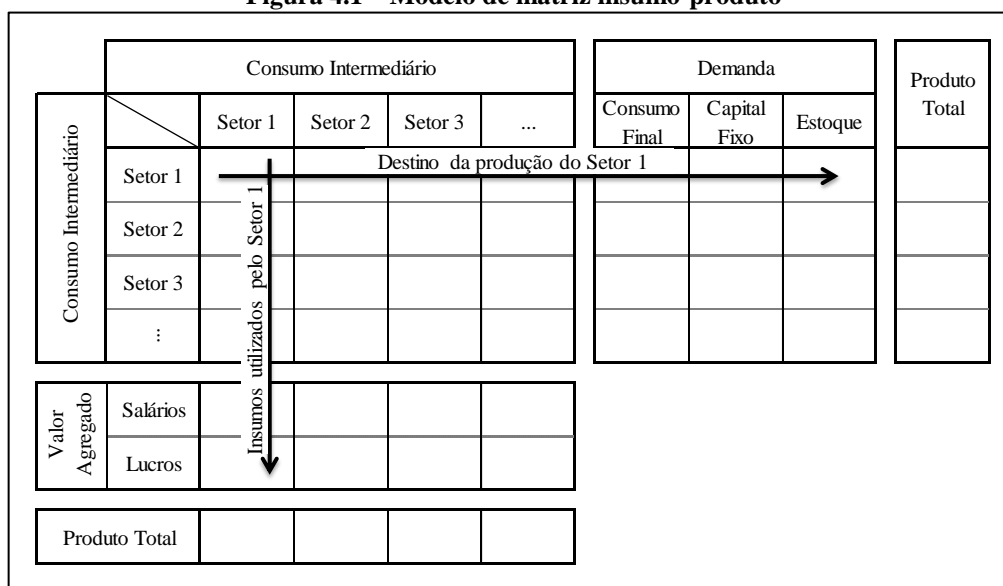 Figura 4.1 – Modelo de matriz insumo-produto
Consumo Intermediário
Demanda
Produto
Total
Setor 1
Setor 2
Setor 3
...
Consumo
Final
Capital
Fixo
Estoque
Consumo Intermediário
Destino da produção do Setor 1
Setor 1
Setor 2
Setor 3
...
Insumos utilizados pelo Setor 1
Valor
Agregado
Salários
Lucros
Produto Total